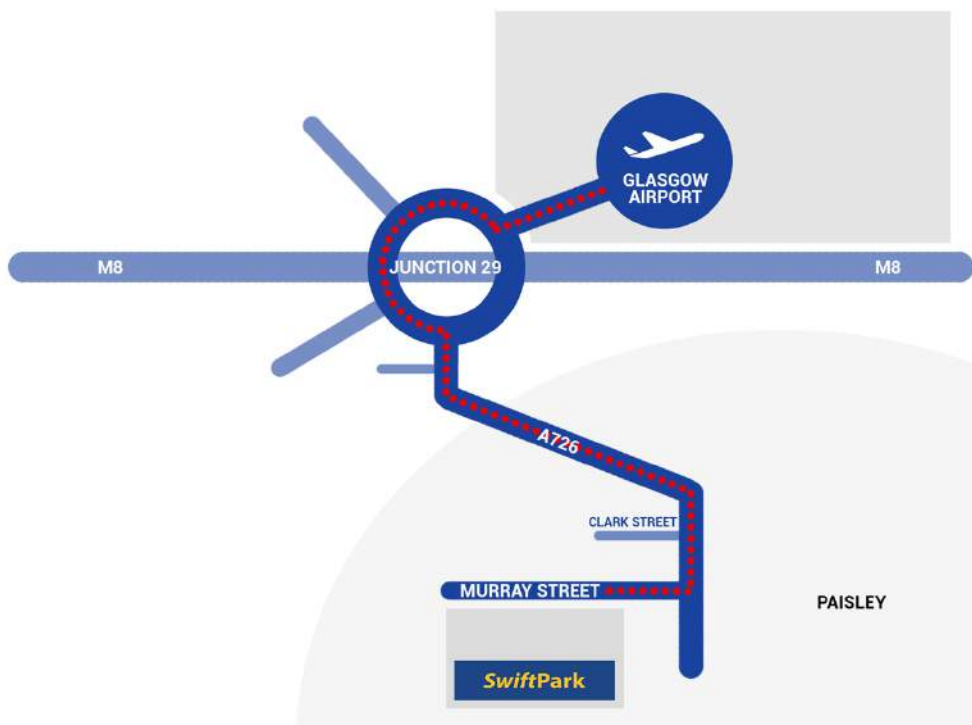 GLASGOW
AIRPORT
M8
JUNCTION 29
M8
A726
CLARK STREET
MURRAY STREET
PAISLEY
SwiftPark